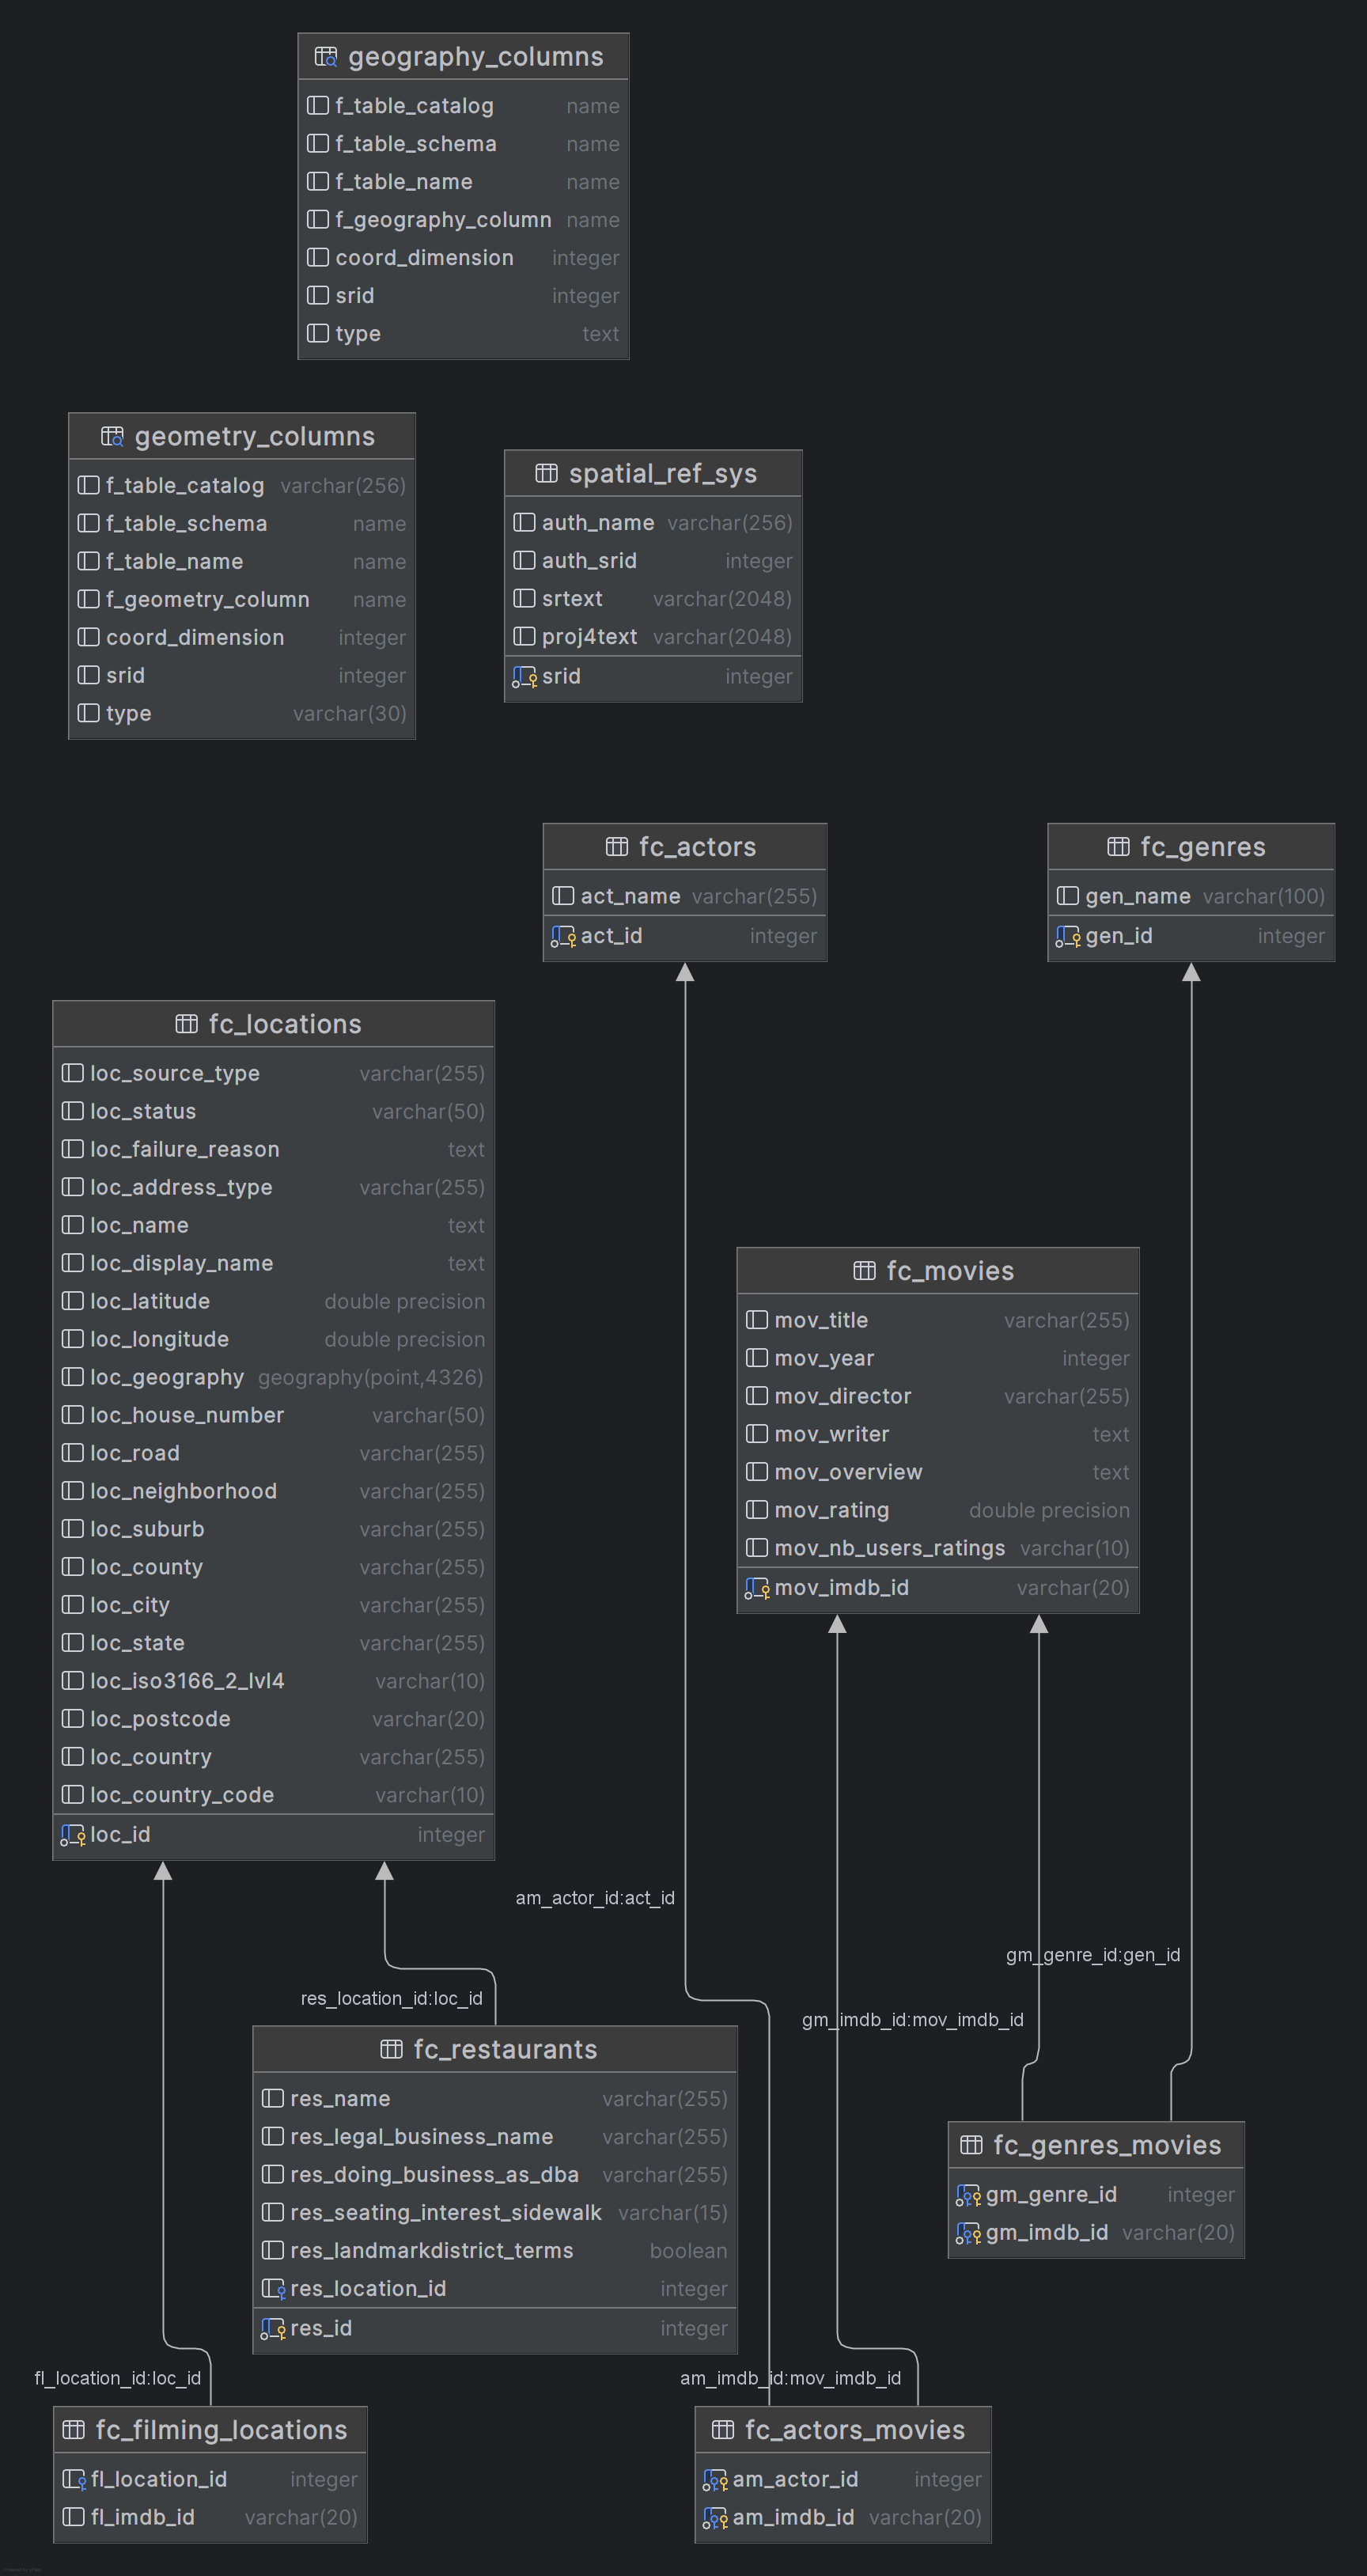 geography_columns
f_table_catalog name
f_table_schema name
f_table_name name
f_geography_column name
coord_dimension integer
srid integer
type text
geometry_columns
f_table_catalog varchar(256)
f_table_schema name
f_table_name name
f_geometry_column name
coord_dimension integer
srid integer
type varchar(30)
spatial_ref_sys
auth_name varchar(256)
auth_srid integer
srtext varchar(2048)
proj4text varchar(2048)
srid integer
fc_actors
act_name varchar(255)
act_id integer
fc_genres
gen_name varchar(100)
gen_id integer
fc_locations
loc_source_type varchar(255)
loc_status varchar(50)
loc_failure_reason text
loc_address_type varchar(255)
loc_name text
loc_display_name text
loc_latitude double precision
loc_longitude double precision
loc_geography geography(point,4326)
loc_house_number varchar(50)
loc_road varchar(255)
loc_neighborhood varchar(255)
loc_suburb varchar(255)
loc_county varchar(255)
loc_city varchar(255)
loc_state varchar(255)
loc_iso3166_2_lvl4 varchar(10)
loc_postcode varchar(20)
loc_country varchar(255)
loc_country_code varchar(10)
loc_id integer
fc_movies
mov_title varchar(255)
mov_year integer
mov_director varchar(255)
mov_writer text
mov_overview text
mov_rating double precision
mov_nb_users_ratings varchar(10)
mov_imdb_id varchar(20)
am_actor_id:act_id
gm_genre_id:gen_id
res_location_id:loc_id
gm_imdb_id:mov_imdb_id
fc_restaurants
res_name varchar(255)
res_legal_business_name varchar(255)
res_doing_business_as_dba varchar(255)
res_seating_interest_sidewalk varchar(15)
res_landmarkdistrict_terms boolean
res_location_id integer
res_id integer
fc_genres_movies
gm_genre_id integer
gm_imdb_id varchar(20)
fl_location_id:loc_id
am_imdb_id:mov_imdb_id
fc_filming_locations
fl_location_id integer
fl_imdb_id varchar(20)
fc_actors_movies
am_actor_id integer
am_imdb_id varchar(20)